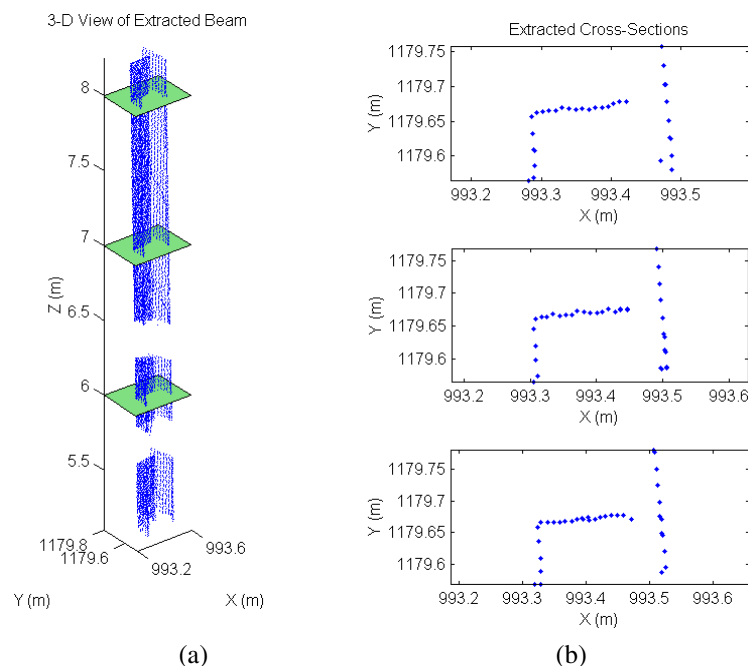 3-D View of Extracted Beam
8
7.5
7
6.5
6
5.5
Z (m)
1179.8
1179.6
993.2
993.6
Y (m)
X (m)
(a)
Extracted Cross-Sections
1179.75
1179.7
1179.65
1179.6
Y (m)
993.2
993.3
993.4
993.5
X (m)
1179.75
1179.7
1179.65
1179.6
Y (m)
993.2
993.3
993.4
993.5
993.6
X (m)
1179.75
1179.7
1179.65
1179.6
Y (m)
993.2
993.3
993.4
993.5
993.6
X (m)
(b)